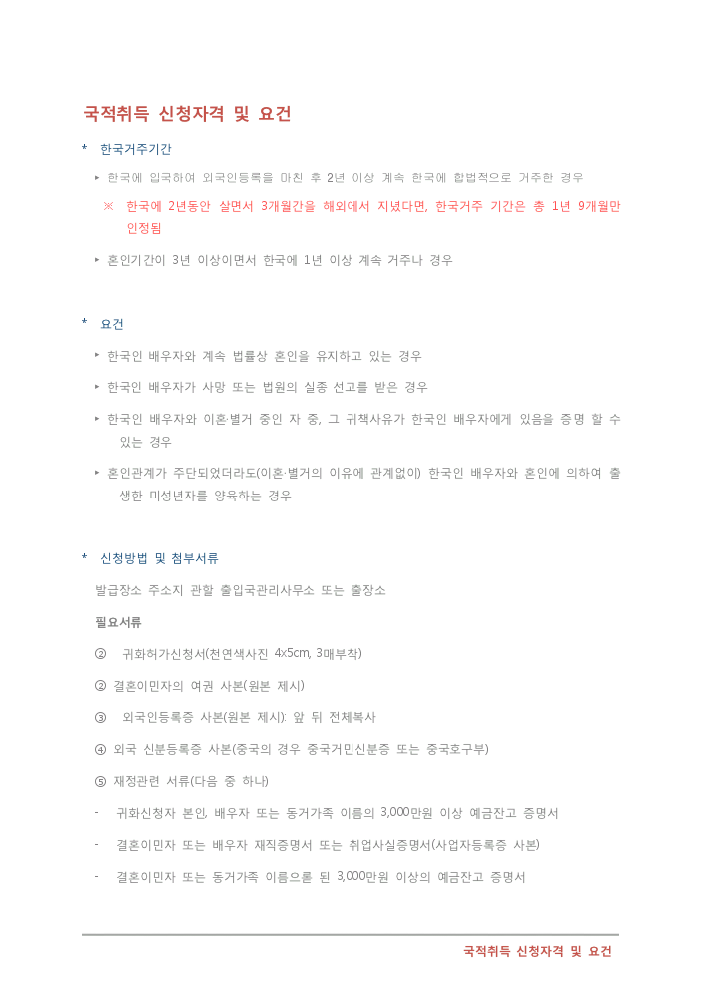 국적취득 신청자격 및 요건
* 한국거주기간
▸ 한국에 입국하여 외국인등록을 마친 후 2년 이상 계속 한국에 합법적으로 거주한 경우
※ 한국에 2년동안 살면서 3개월간을 해외데서 지냈다면, 한국거주 기간은 총 1년 9개월만
인정됨
▸ 혼인기간이 3년 이상이면서 한국에 1년 이상 계속 거주나 경우
* 요건
▸ 한국인 배우자와 계속 법률상 혼인을 유지하고 있는 경우
▸ 한국인 배우자가 사망 또는 법원의 실종 선고를 받은 경우
▸ 한국인 배우자와 이혼·별거 중인 자 중, 그 귀책사유가 한국인 배우자에게 있음을 증명 할 수
있는 경우
▸ 혼인관계가 주단되었더라도(이혼·별거의 이유에 관계없이) 한국인 배우자와 혼인에 의하여 출
생한 미성년자를 양육하는 경우
* 신청방법 및 첨부서류
발급장소 주소지 관할 출입국관리사무소 또는 출장소
필요서류
② 귀화허가신청서(천연색사진 4x5cm, 3매부착)
② 결혼이민자의 여권 사본(원본 제시)
③ 외국인등록증 사본(원본 제시): 앞 뒤 전체복사
④ 외국 신분등록증 사본(중국의 경우 중국거민신분증 또는 중국호구부)
⑤ 재정관련 서류(다음 중 하나)
- 귀화신청자 본인, 배우자 또는 동거가족 이름의 3,000만원 이상 예금잔고 증명서
- 결혼이민자 또는 배우자 재직증명서 또는 취업사실증명서(사업자등록증 사본)
- 결혼이민자 또는 동거가족 이름으론 된 3,000만원 이상의 예금잔고 증명서
국적취득 신청자격 및 요건